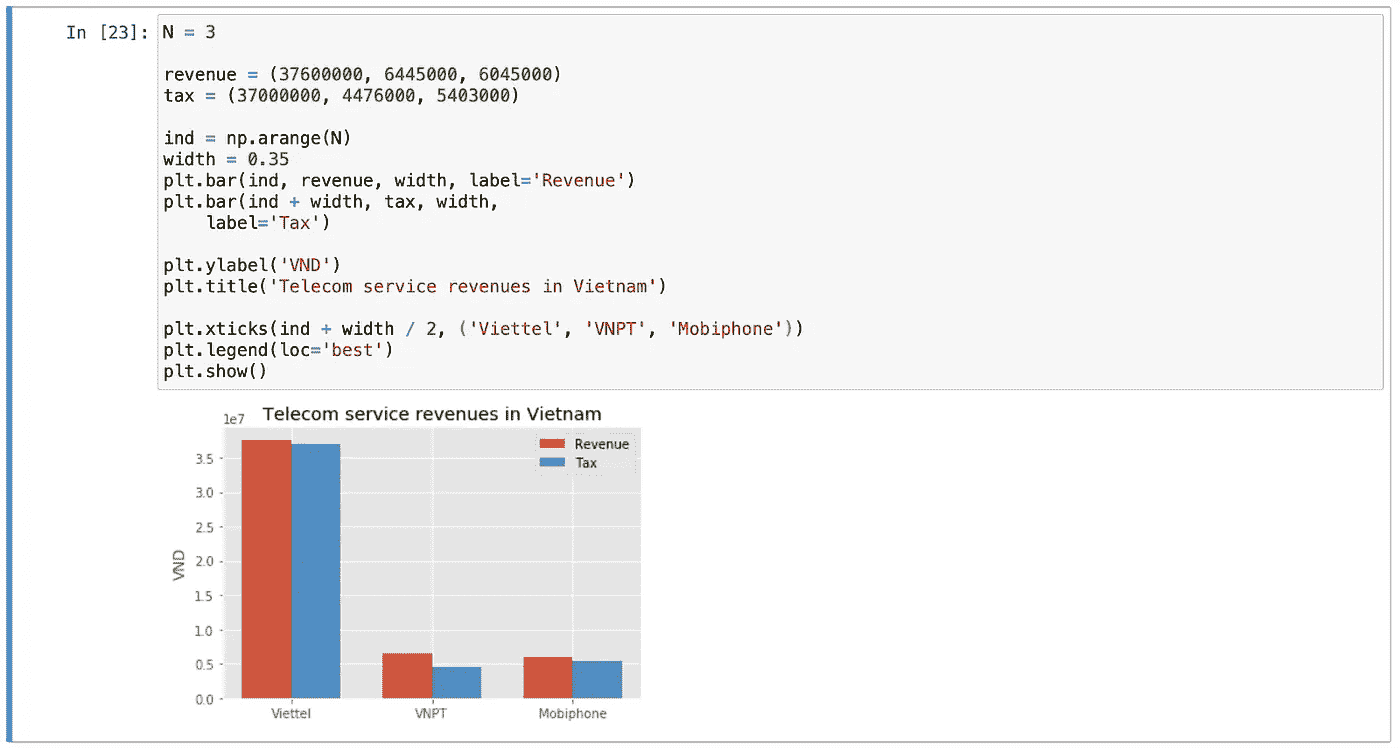 In [23]: N = 3
revenue = (37600000, 6445000, 6045000)
tax = (37000000, 4476000, 5403000)
ind = np.arange(N)
width = 0.35
plt.bar(ind, revenue, width, label='Revenue')
plt.bar(ind + width, tax, width,
    label='Tax')
plt.ylabel('VND')
plt.title('Telecom service revenues in Vietnam')
plt.xticks(ind + width / 2, ('Viettel', 'VNPT', 'Mobiphone'))
plt.legend(loc='best')
plt.show()
1e7 Telecom service revenues in Vietnam
Revenue
Tax
3.5
3.0
2.5
2.0
1.5
1.0
0.5
0.0
VND
Viettel VNPT Mobiphone